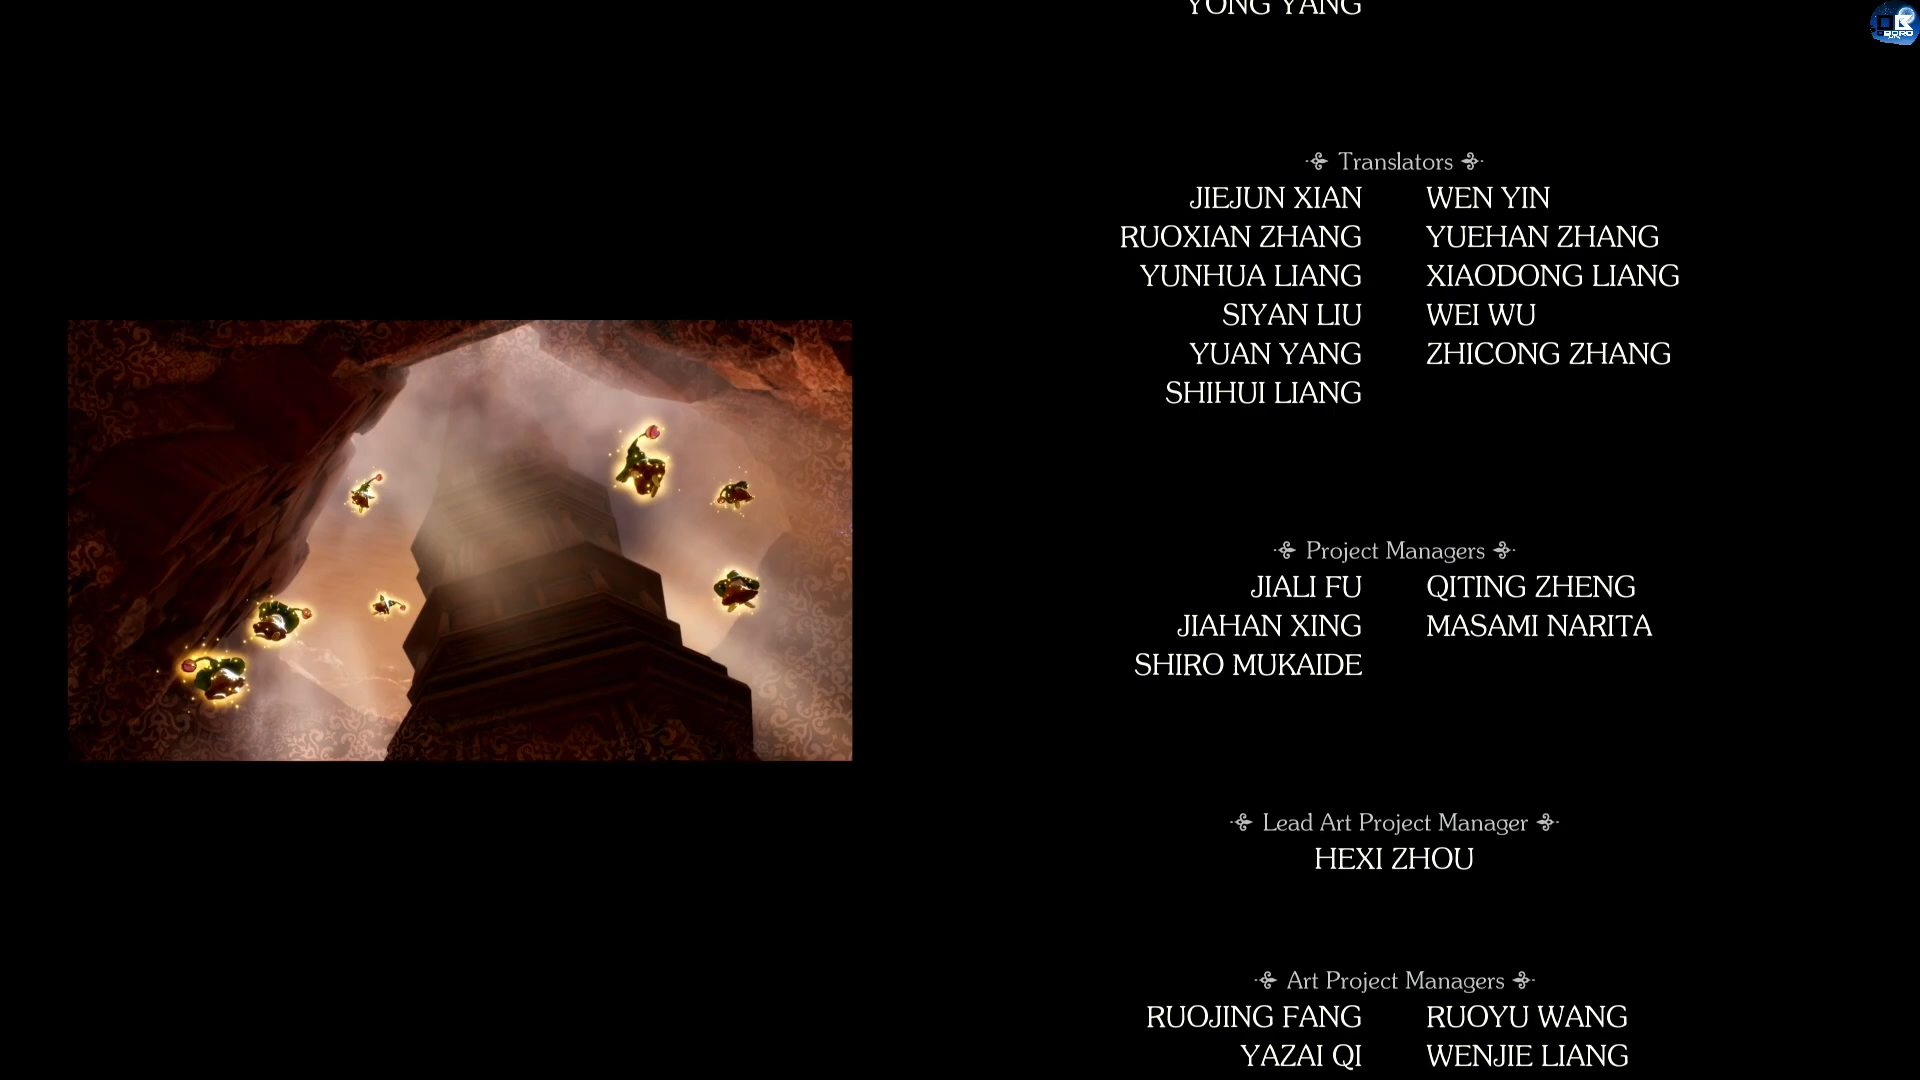 YONG YANG
Translators
JIEJUN XIAN WEN YIN
RUOXIAN ZHANG YUEHAN ZHANG
YUNHUA LIANG XIAODONG LIANG
SIYAN LIU WEI WU
YUAN YANG ZHICONG ZHANG
SHIHUI LIANG
Project Managers
JIALI FU QITING ZHENG
JIAHAN XING MASAMI NARITA
SHIRO MUKAIDE
Lead Art Project Manager
HEXI ZHOU
Art Project Managers
RUOJING FANG RUOYU WANG
YAZAI QI WENJIE LIANG